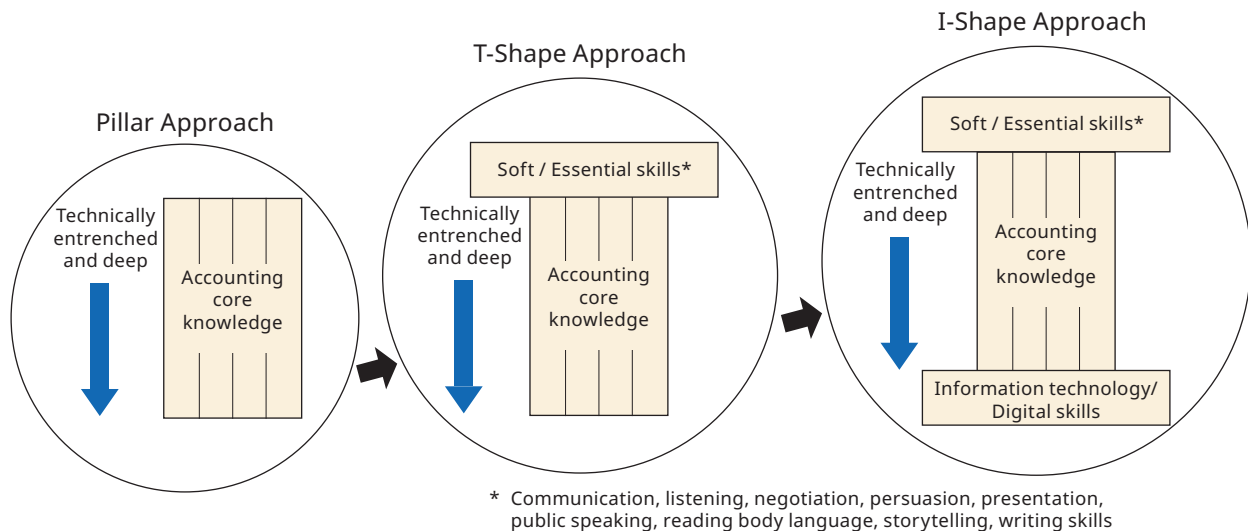 Pillar Approach
Technically
entrenched
and deep
Accounting
core
knowledge
T-Shape Approach
Soft / Essential skills*
Technically
entrenched
and deep
Accounting
core
knowledge
I-Shape Approach
Soft / Essential skills*
Technically
entrenched
and deep
Accounting
core
knowledge
Information technology/
Digital skills
* Communication, listening, negotiation, persuasion, presentation,
public speaking, reading body language, storytelling, writing skills